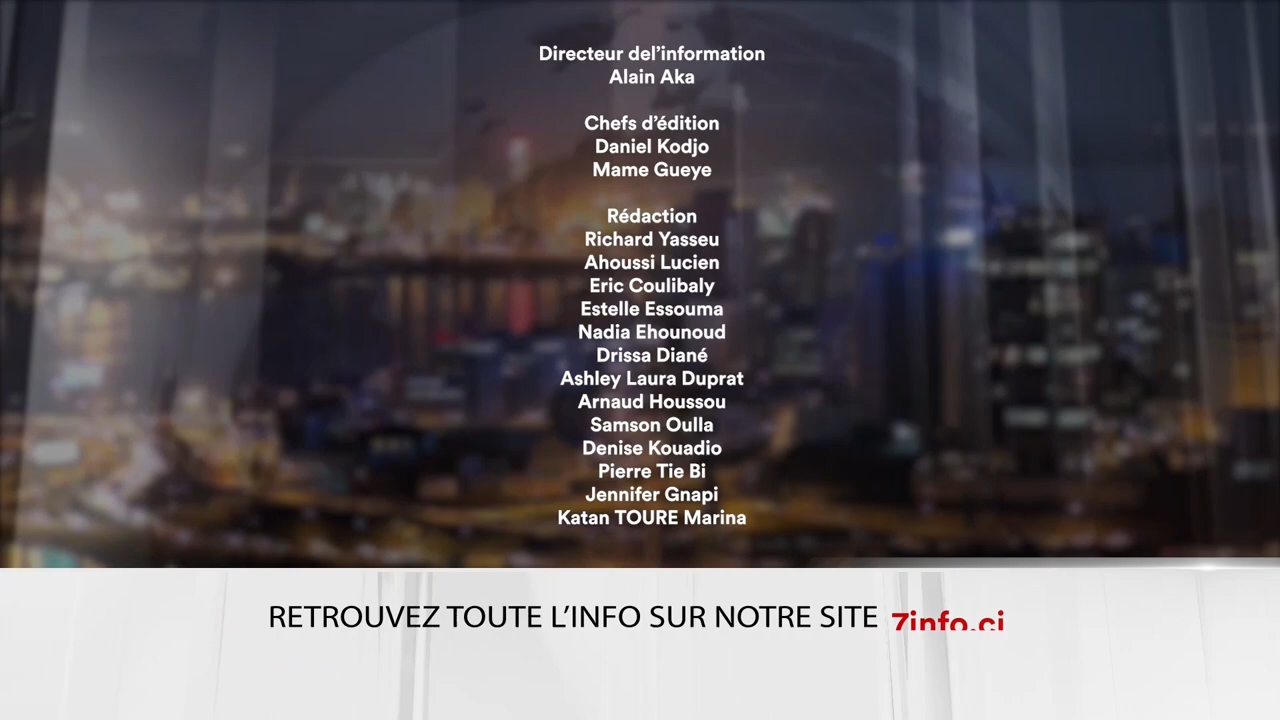 Directeur del'information
Alain Aka
Chefs d'édition
Daniel Kodjo
Mame Gueye
Rédaction
Richard Yasseu
Ahoussi Lucien
Eric Coulibaly
Estelle Essouma
Nadia Ehounoud
Drissa Diané
Ashley Laura Duprat
Arnaud Houssou
Samson Oulla
Denise Kouadio
Pierre Tie Bi
Jennifer Gnapi
Katan TOURE Marina
RETROUVEZ TOUTE L'INFO SUR NOTRE SITE 7info.ci